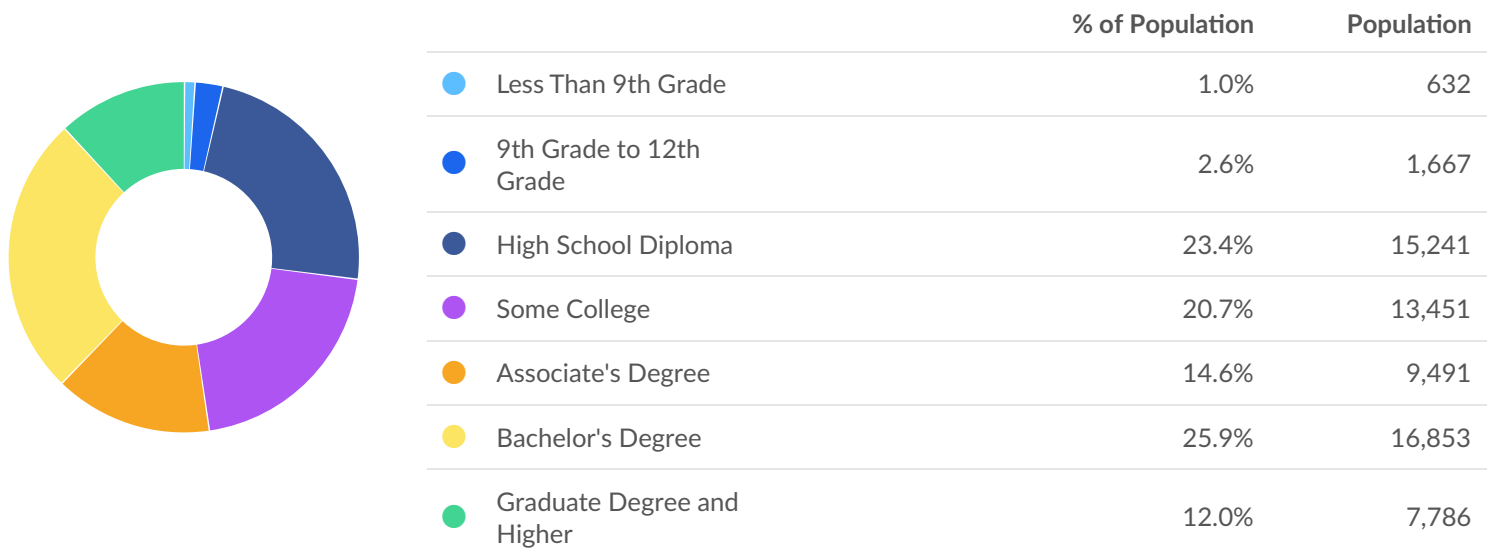 % of Population Population
Less Than 9th Grade 1.0% 632
9th Grade to 12th
Grade 2.6% 1,667
High School Diploma 23.4% 15,241
Some College 20.7% 13,451
Associate's Degree 14.6% 9,491
Bachelor's Degree 25.9% 16,853
Graduate Degree and
Higher 12.0% 7,786